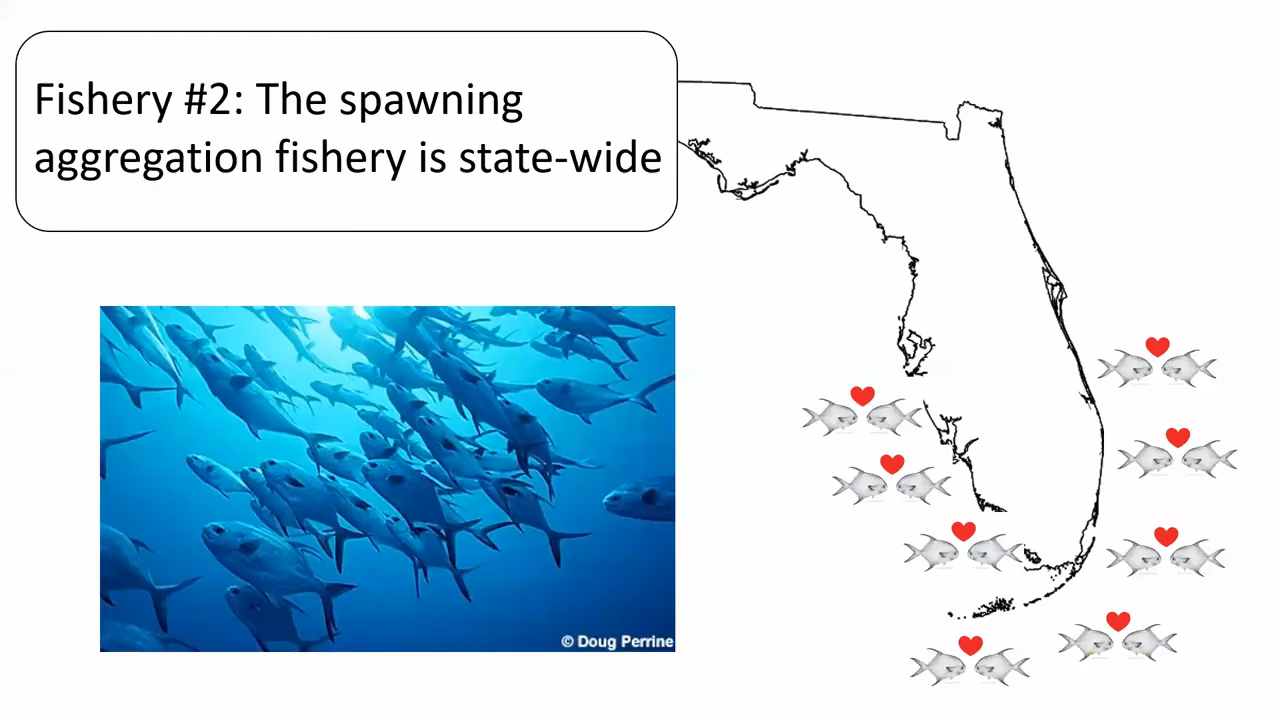 Fishery #2: The spawning
aggregation fishery is state-wide
© Doug Perrine